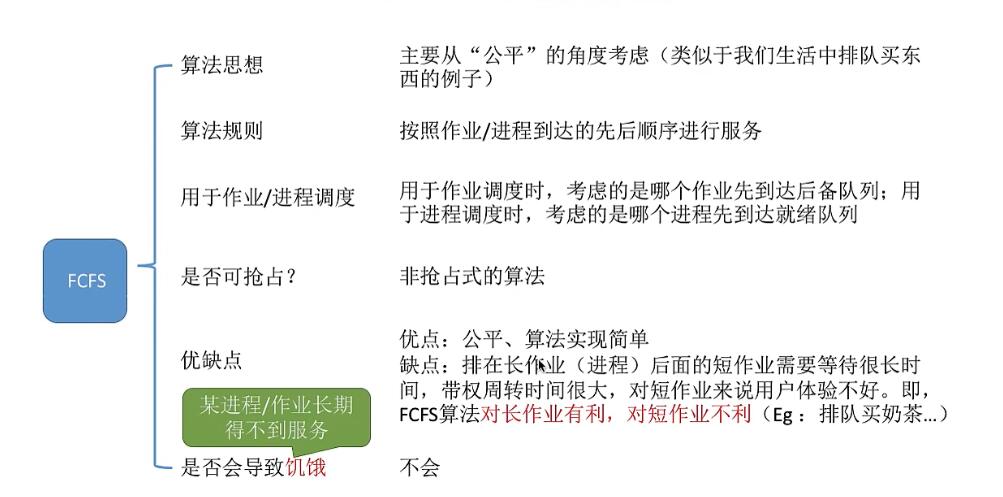 FCFS
算法思想
主要从“公平”的角度考虑（类似于我们生活中排队买东
西的例子）
算法规则
按照作业/进程到达的先后顺序进行服务
用于作业/进程调度
用于作业调度时，考虑的是哪个作业先到达后备队列；用
于进程调度时，考虑的是哪个进程先到达就绪队列
是否可抢占？
非抢占式的算法
优缺点
优点：公平、算法实现简单
缺点：排在长作业（进程）后面的短作业需要等待很长时
间，带权周转时间很大，对短作业来说用户体验不好。即，
FCFS算法对长作业有利，对短作业不利（Eg：排队买奶茶...）
某进程/作业长期
得不到服务
是否会导致饥饿
不会